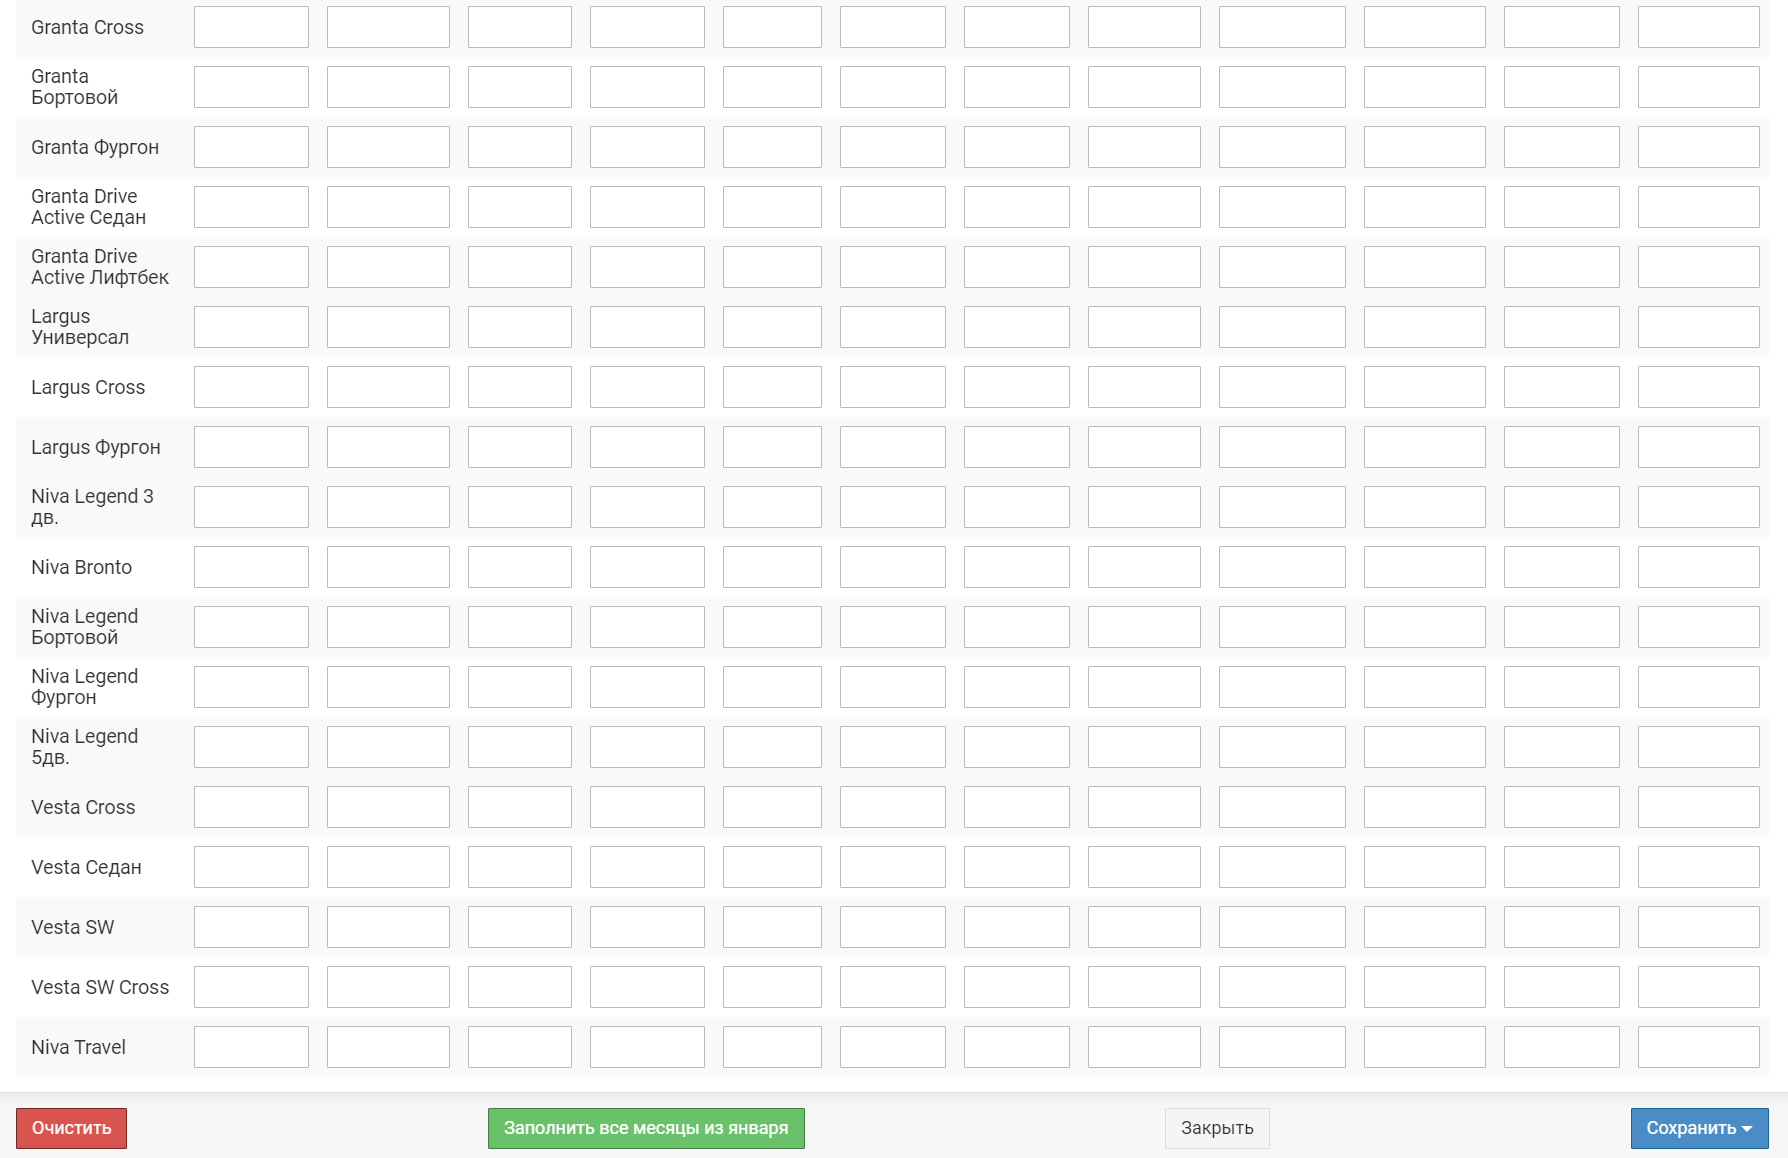 Granta Cross
Granta
Бортовой
Granta Фургон
Granta Drive
Active Седан
Granta Drive
Active Лифтбек
Largus
Универсал
Largus Cross
Largus Фургон
Niva Legend 3
дв.
Niva Bronto
Niva Legend
Бортовой
Niva Legend
Фургон
Niva Legend
5дв.
Vesta Cross
Vesta Седан
Vesta SW
Vesta SW Cross
Niva Travel
Очистить
Заполнить все месяцы из января
Закрыть
Сохранить